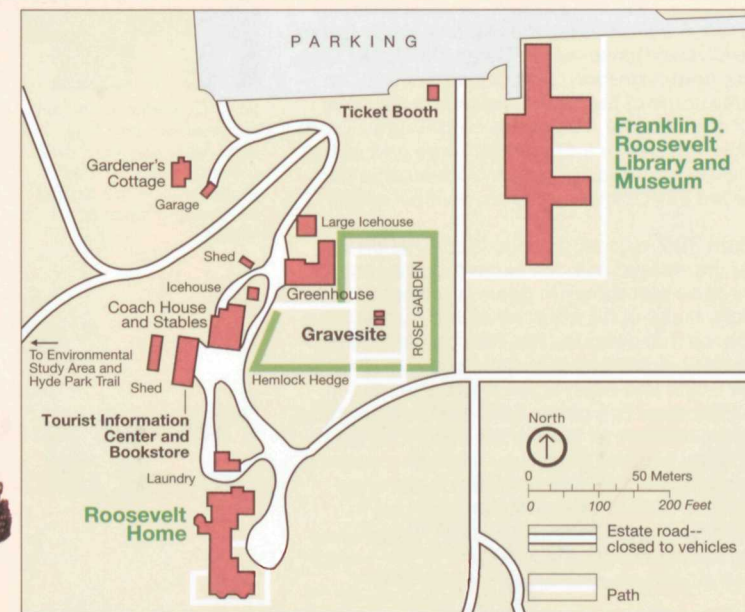 PARKING
Ticket Booth
Franklin D.
Roosevelt
Library and
Museum
Gardener's
Cottage
Garage
Large Icehouse
Shed
Icehouse
Greenhouse
Coach House
and Stables
Gravesite
ROSE GARDEN
To Environmental
Study Area and
Hyde Park Trail
Shed
Hemlock Hedge
Tourist Information
Center and
Bookstore
Laundry
Roosevelt
Home
North
0 50 Meters
0 100 200 Feet
Estate road--
closed to vehicles
Path